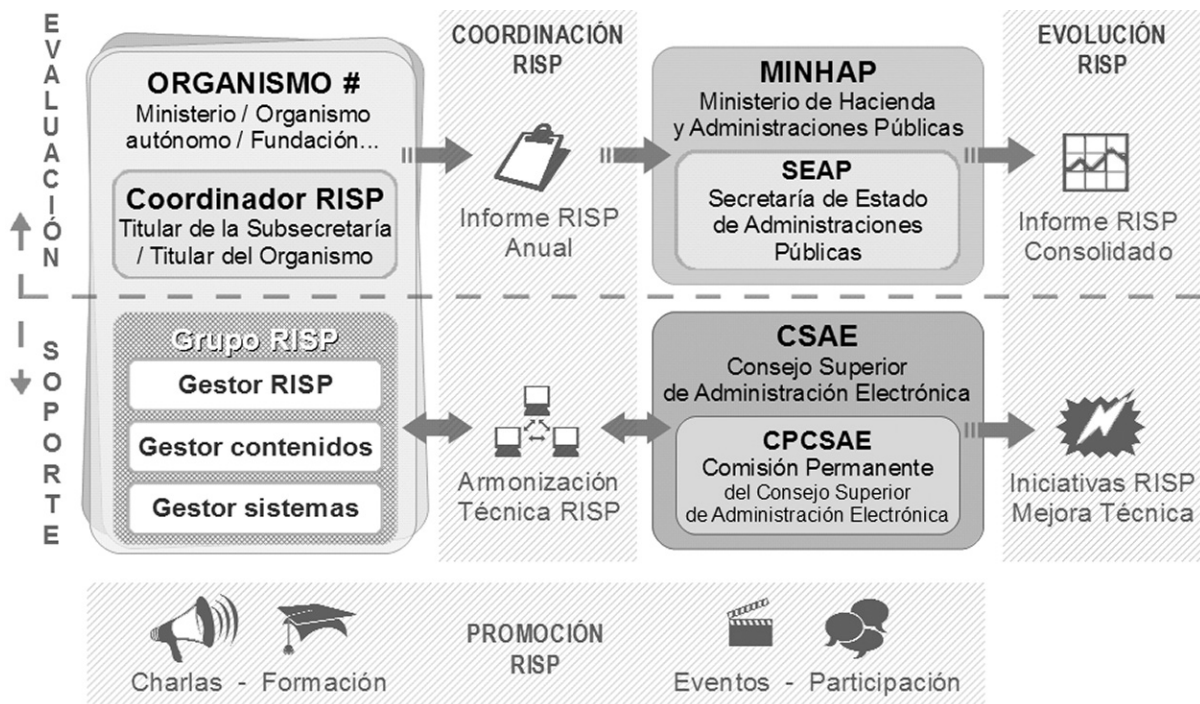 EVALUACIÓN
ORGANISMO #
Ministerio / Organismo
autónomo / Fundación...
Coordinador RISP
Titular de la Subsecretaría
/ Titular del Organismo
COORDINACIÓN
RISP
Informe RISP
Anual
MINHAP
Ministerio de Hacienda
y Administraciones Públicas
SEAP
Secretaría de Estado
de Administraciones
Públicas
EVOLUCIÓN
RISP
Informe RISP
Consolidado
SOPORTE
Grupo RISP
Gestor RISP
Gestor contenidos
Gestor sistemas
Armonización
Técnica RISP
CSAE
Consejo Superior
de Administración Electrónica
CPCSAE
Comisión Permanente
del Consejo Superior
de Administración Electrónica
Iniciativas RISP
Mejora Técnica
Charlas - Formación
PROMOCIÓN
RISP
Eventos - Participación